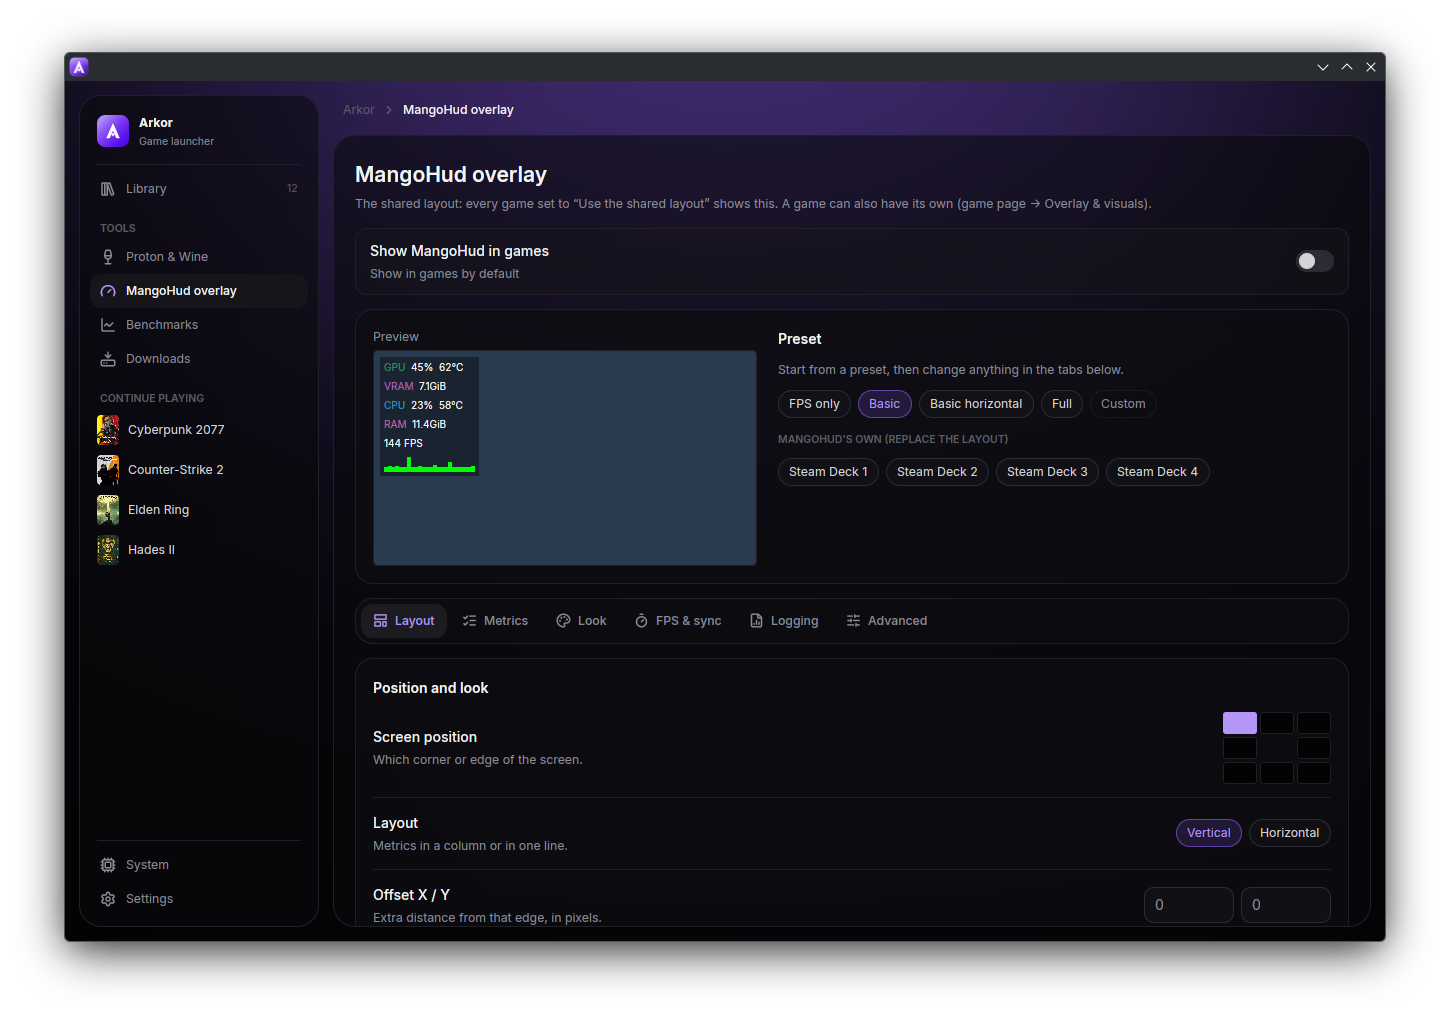 Arkor
Game launcher
Library 12
TOOLS
Proton & Wine
MangoHud overlay
Benchmarks
Downloads
CONTINUE PLAYING
Cyberpunk 2077
Counter-Strike 2
Elden Ring
Hades II
System
Settings
Arkor > MangoHud overlay
MangoHud overlay
The shared layout: every game set to “Use the shared layout” shows this. A game can also have its own (game page → Overlay & visuals).
Show MangoHud in games
Show in games by default
Preview
GPU 45% 62°C
VRAM 7.1GiB
CPU 23% 58°C
RAM 11.4GiB
144 FPS
Preset
Start from a preset, then change anything in the tabs below.
FPS only Basic Basic horizontal Full Custom
MANGOHUD'S OWN (REPLACE THE LAYOUT)
Steam Deck 1 Steam Deck 2 Steam Deck 3 Steam Deck 4
Layout Metrics Look FPS & sync Logging Advanced
Position and look
Screen position
Which corner or edge of the screen.
Layout
Metrics in a column or in one line.
Vertical Horizontal
Offset X / Y
Extra distance from that edge, in pixels.
0 0